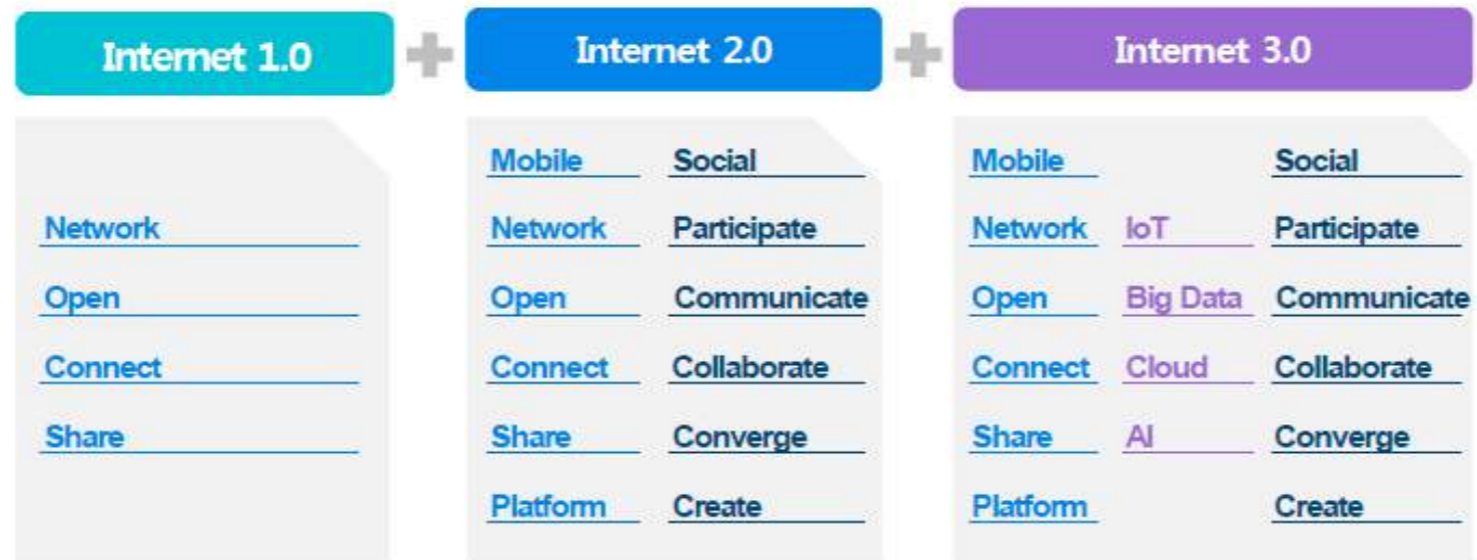 Internet 1.0 + Internet 2.0 + Internet 3.0
Network
Open
Connect
Share
Mobile Social
Network Participate
Open Communicate
Connect Collaborate
Share Converge
Platform Create
Mobile Social
Network IoT Participate
Open Big Data Communicate
Connect Cloud Collaborate
Share AI Converge
Platform Create